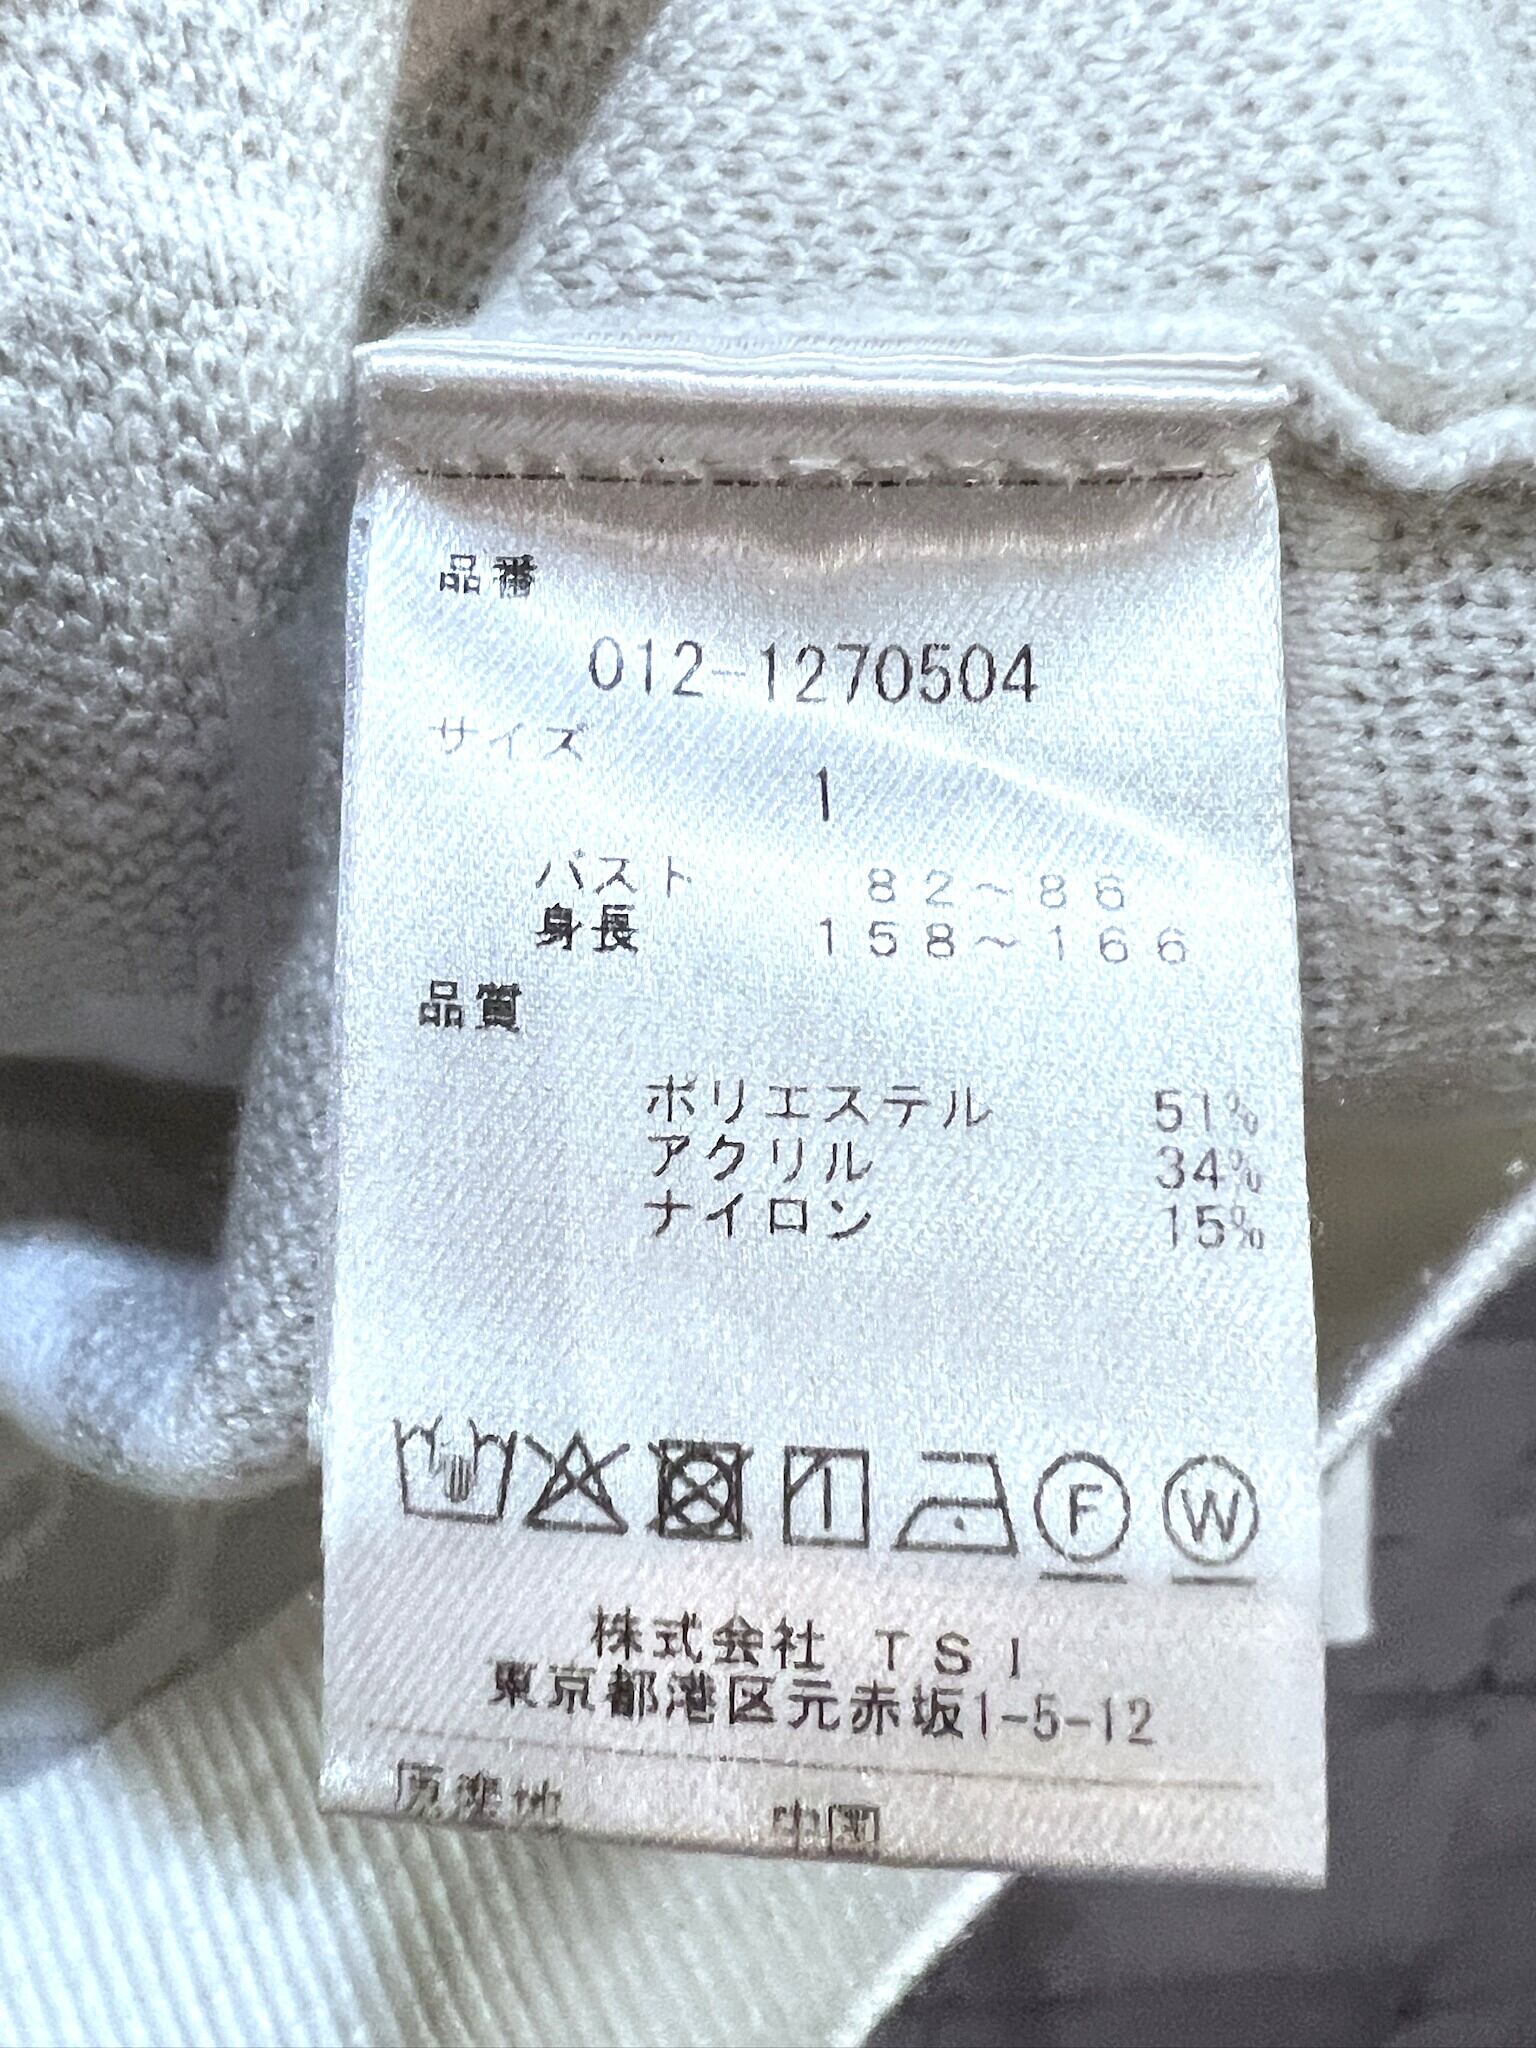 品番
012-1270504
サイズ
1
バスト 82～86
身長 158～166
品質
ポリエステル 51%
アクリル 34%
ナイロン 15%
F W
株式会社 TSI
東京都港区元赤坂1-5-12
原産地 中国